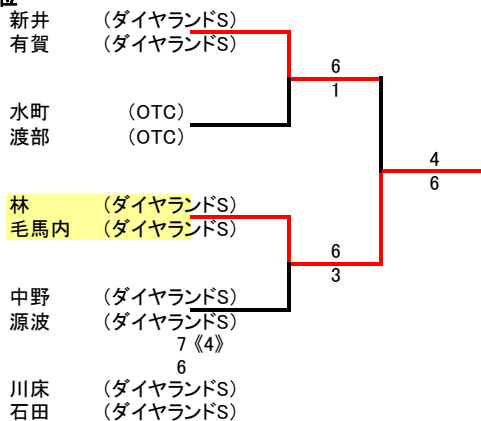 位
新井 (ダイヤランドS)
有賀 (ダイヤランドS)
6
1
水町 (OTC)
渡部 (OTC)
4
6
林 (ダイヤランドS)
毛馬内 (ダイヤランドS)
6
3
中野 (ダイヤランドS)
源波 (ダイヤランドS)
7《4》
6
川床 (ダイヤランドS)
石田 (ダイヤランドS)